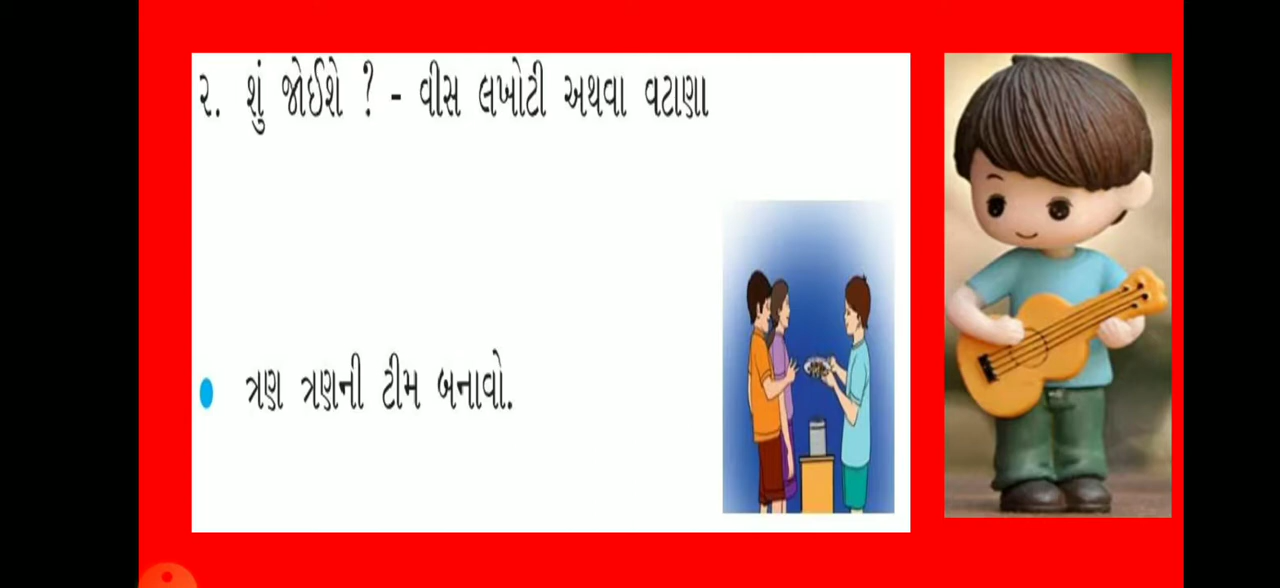 ૨. શું જોઈશે ? - વીસ લખોટી અથવા વટાણા
ત્રણ ત્રણની ટીમ બનાવો.